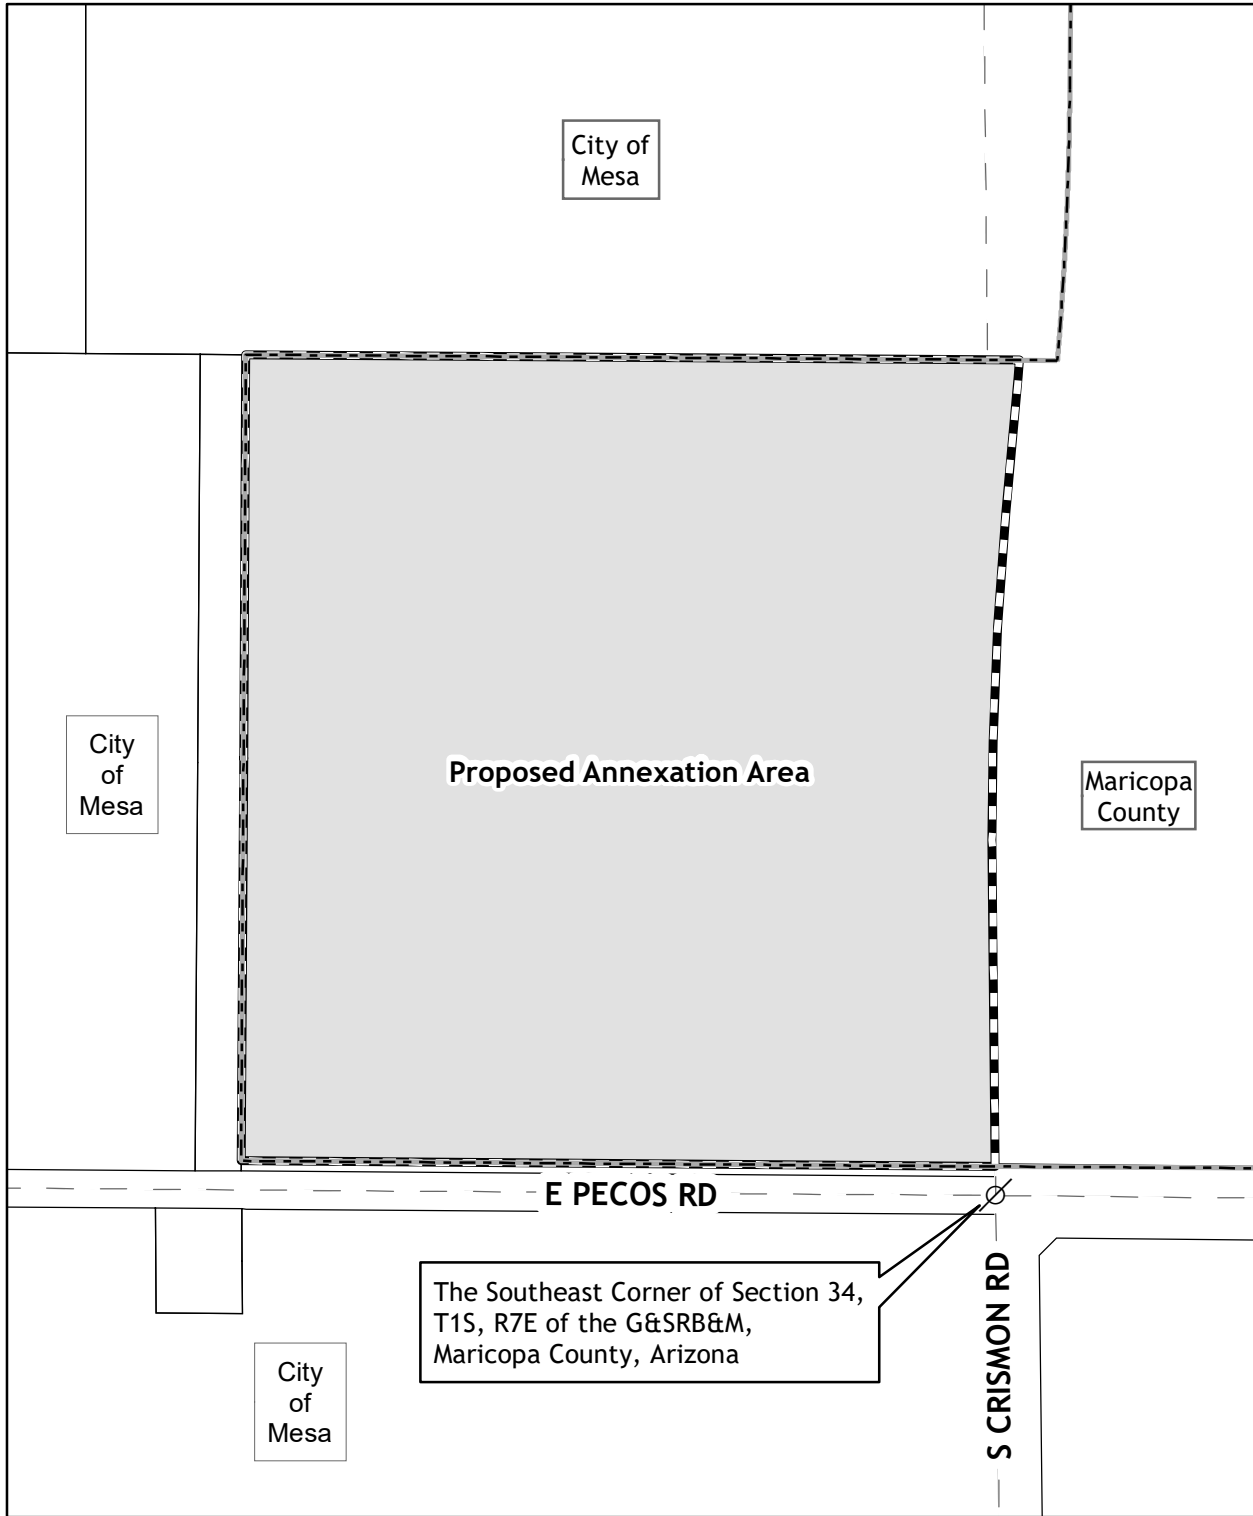 City of
Mesa
City
of
Mesa
Proposed Annexation Area
Maricopa
County
E PECOS RD
The Southeast Corner of Section 34,
T1S, R7E of the G&SRB&M,
Maricopa County, Arizona
S CRISMON RD
City
of
Mesa